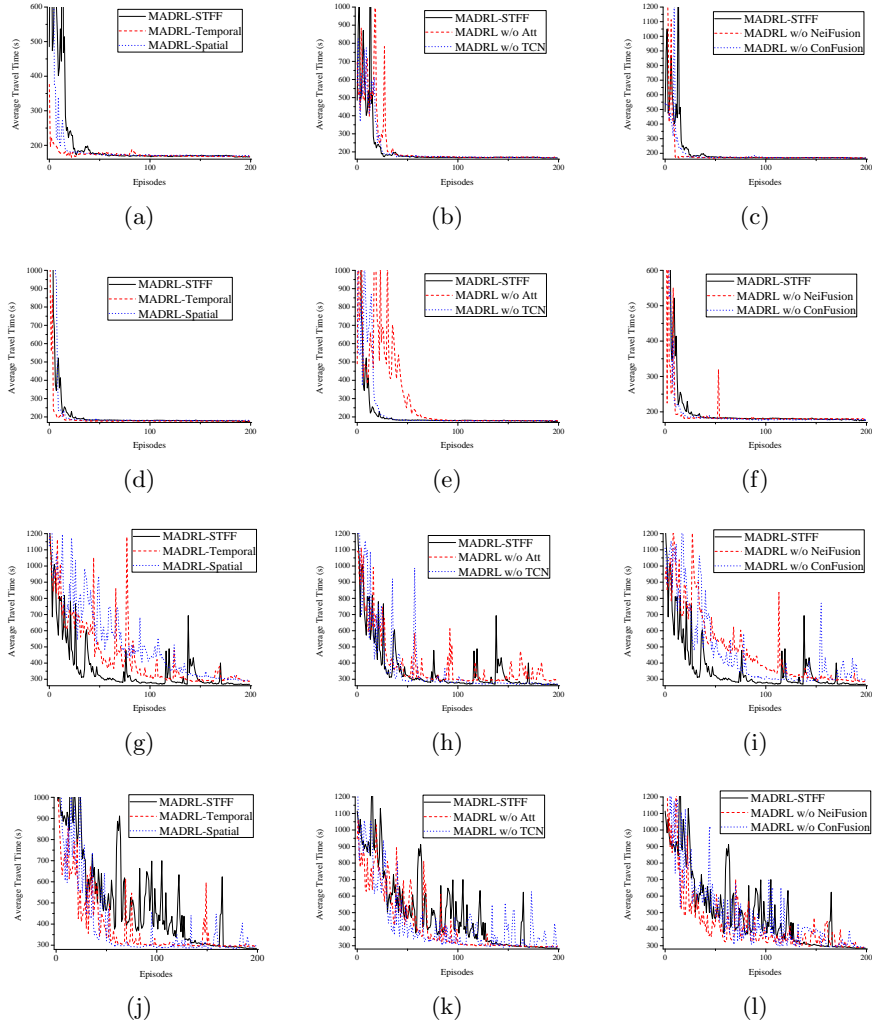 Average Travel Time (s)
600
400
200
0
100
200
Episodes
MADRL-STFF
MADRL-Temporal
MADRL-Spatial
(a)
Average Travel Time (s)
1000
900
800
700
600
500
400
300
200
0
100
200
Episodes
MADRL-STFF
MADRL w/o Att
MADRL w/o TCN
(b)
Average Travel Time (s)
1200
1100
1000
900
800
700
600
500
400
300
200
0
100
200
Episodes
MADRL-STFF
MADRL w/o NeiFusion
MADRL w/o ConFusion
(c)
Average Travel Time (s)
1000
900
800
700
600
500
400
300
200
0
100
200
Episodes
MADRL-STFF
MADRL-Temporal
MADRL-Spatial
(d)
Average Travel Time (s)
1000
900
800
700
600
500
400
300
200
0
100
200
Episodes
MADRL-STFF
MADRL w/o Att
MADRL w/o TCN
(e)
Average Travel Time (s)
600
400
200
0
100
200
Episodes
MADRL-STFF
MADRL w/o NeiFusion
MADRL w/o ConFusion
(f)
Average Travel Time (s)
1200
1100
1000
900
800
700
600
500
400
300
0
100
200
Episodes
MADRL-STFF
MADRL-Temporal
MADRL-Spatial
(g)
Average Travel Time (s)
1200
1100
1000
900
800
700
600
500
400
300
0
100
200
Episodes
MADRL-STFF
MADRL w/o Att
MADRL w/o TCN
(h)
Average Travel Time (s)
1200
1100
1000
900
800
700
600
500
400
300
0
100
200
Episodes
MADRL-STFF
MADRL w/o NeiFusion
MADRL w/o ConFusion
(i)
Average Travel Time (s)
1000
900
800
700
600
500
400
300
0
100
200
Episodes
MADRL-STFF
MADRL-Temporal
MADRL-Spatial
(j)
Average Travel Time (s)
1200
1100
1000
900
800
700
600
500
400
300
0
100
200
Episodes
MADRL-STFF
MADRL w/o Att
MADRL w/o TCN
(k)
Average Travel Time (s)
1200
1100
1000
900
800
700
600
500
400
300
0
100
200
Episodes
MADRL-STFF
MADRL w/o NeiFusion
MADRL w/o ConFusion
(l)